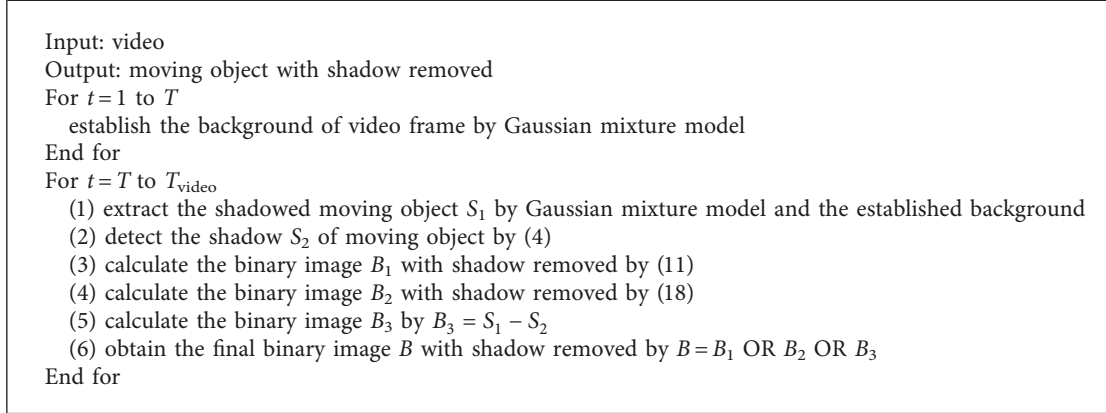 Input: video
Output: moving object with shadow removed
For t = 1 to T
establish the background of video frame by Gaussian mixture model
End for
For t = T to T_video
(1) extract the shadowed moving object S_1 by Gaussian mixture model and the established background
(2) detect the shadow S_2 of moving object by (4)
(3) calculate the binary image B_1 with shadow removed by (11)
(4) calculate the binary image B_2 with shadow removed by (18)
(5) calculate the binary image B_3 by B_3 = S_1 − S_2
(6) obtain the final binary image B with shadow removed by B = B_1 OR B_2 OR B_3
End for